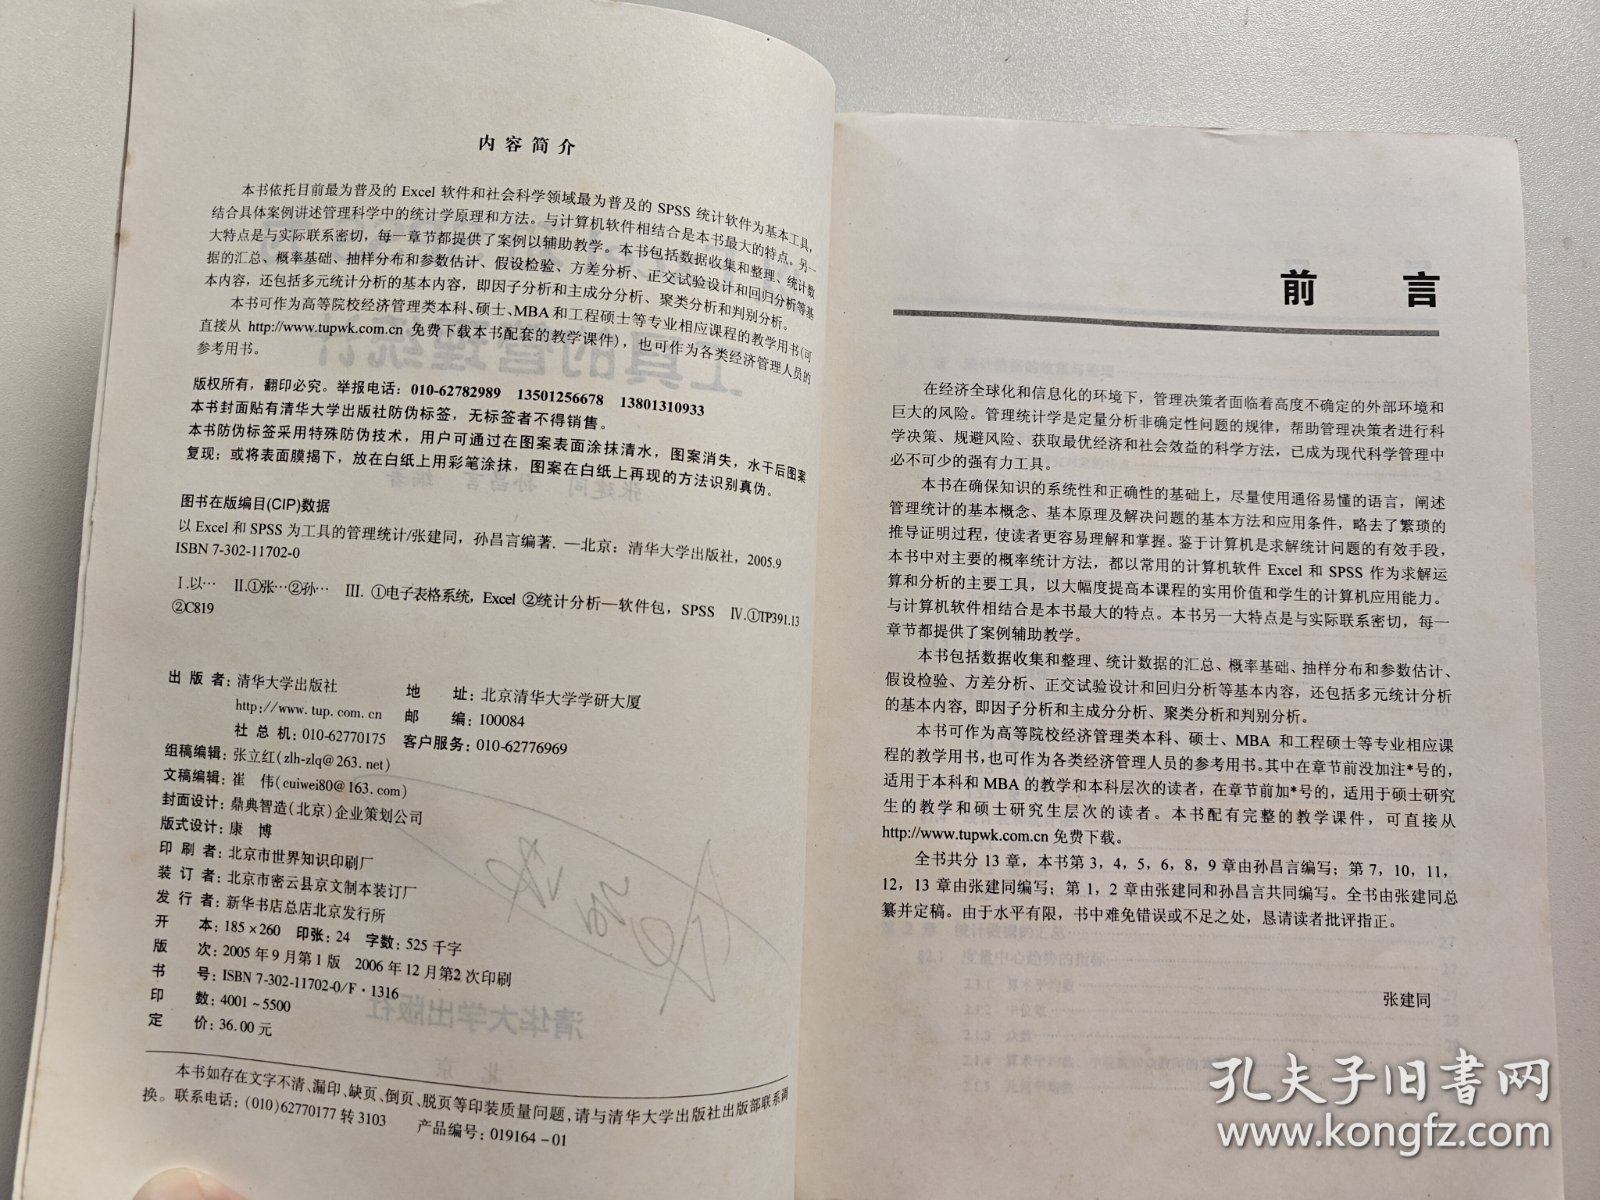 内容简介
本书依托目前最为普及的 Excel 软件和社会科学领域最为普及的 SPSS 统计软件为基本工具，
结合具体案例讲述管理科学中的统计学原理和方法。与计算机软件相结合是本书最大的特点。另一
大特点是与实际联系密切，每一章节都提供了案例以辅助教学。本书包括数据收集和整理、统计数
据的汇总、概率基础、抽样分布和参数估计、假设检验、方差分析、正交试验设计和回归分析等基
本内容，还包括多元统计分析的基本内容，即因子分析和主成分分析、聚类分析和判别分析。
本书可作为高等院校经济管理类本科、硕士、MBA 和工程硕士等专业相应课程的教学用书(可
直接从 http://www.tupwk.com.cn 免费下载本书配套的教学课件)，也可作为各类经济管理人员的
参考用书。
版权所有，翻印必究。举报电话：010-62782989 13501256678 13801310933
本书封面贴有清华大学出版社防伪标签，无标签者不得销售。
本书防伪标签采用特殊防伪技术，用户可通过在图案表面涂抹清水，图案消失，水干后图案
复现；或将表面膜揭下，放在白纸上用彩笔涂抹，图案在白纸上再现的方法识别真伪。
图书在版编目(CIP)数据
以 Excel 和 SPSS 为工具的管理统计/张建同，孙昌言编著. —北京：清华大学出版社，2005.9
ISBN 7-302-11702-0
Ⅰ.以… Ⅱ.①张…②孙… Ⅲ. ①电子表格系统，Excel ②统计分析—软件包，SPSS Ⅳ.①TP391.13
②C819
出 版 者：清华大学出版社 地 址：北京清华大学学研大厦
http://www.tup.com.cn 邮 编：100084
社 总 机：010-62770175 客户服务：010-62776969
组稿编辑：张立红(zlh-zlq@263.net)
文稿编辑：崔 伟(cuiwei80@163.com)
封面设计：鼎典智造(北京)企业策划公司
版式设计：康 博
印 刷 者：北京市世界知识印刷厂
装 订 者：北京市密云县京文制本装订厂
发 行 者：新华书店总店北京发行所
开 本：185×260 印张：24 字数：525 千字
版 次：2005 年 9 月第 1 版 2006 年 12 月第2 次印刷
书 号：ISBN 7-302-11702-0/F·1316
印 数：4001～5500
定 价：36.00 元
本书如存在文字不清、漏印、缺页、倒页、脱页等印装质量问题，请与清华大学出版社出版部联系调
换。联系电话：(010)62770177 转 3103 产品编号：019164-01
前 言
在经济全球化和信息化的环境下，管理决策者面临着高度不确定的外部环境和
巨大的风险。管理统计学是定量分析非确定性问题的规律，帮助管理决策者进行科
学决策、规避风险、获取最优经济和社会效益的科学方法，已成为现代科学管理中
必不可少的强有力工具。
本书在确保知识的系统性和正确性的基础上，尽量使用通俗易懂的语言，阐述
管理统计的基本概念、基本原理及解决问题的基本方法和应用条件，略去了繁琐的
推导证明过程，使读者更容易理解和掌握。鉴于计算机是求解统计问题的有效手段，
本书中对主要的概率统计方法，都以常用的计算机软件 Excel 和 SPSS 作为求解运
算和分析的主要工具，以大幅度提高本课程的实用价值和学生的计算机应用能力。
与计算机软件相结合是本书最大的特点。本书另一大特点是与实际联系密切，每一
章节都提供了案例辅助教学。
本书包括数据收集和整理、统计数据的汇总、概率基础、抽样分布和参数估计、
假设检验、方差分析、正交试验设计和回归分析等基本内容，还包括多元统计分析
的基本内容，即因子分析和主成分分析、聚类分析和判别分析。
本书可作为高等院校经济管理类本科、硕士、MBA 和工程硕士等专业相应课
程的教学用书，也可作为各类经济管理人员的参考用书。其中在章节前没加注*号的，
适用于本科和 MBA 的教学和本科层次的读者，在章节前加*号的，适用于硕士研究
生的教学和硕士研究生层次的读者。本书配有完整的教学课件，可直接从
http://www.tupwk.com.cn 免费下载。
全书共分 13 章，本书第 3，4，5，6，8，9 章由孙昌言编写；第 7，10，11，
12，13 章由张建同编写；第 1，2 章由张建同和孙昌言共同编写。全书由张建同总
纂并定稿。由于水平有限，书中难免错误或不足之处，恳请读者批评指正。
张建同
孔夫子旧书网
www.kongfz.com